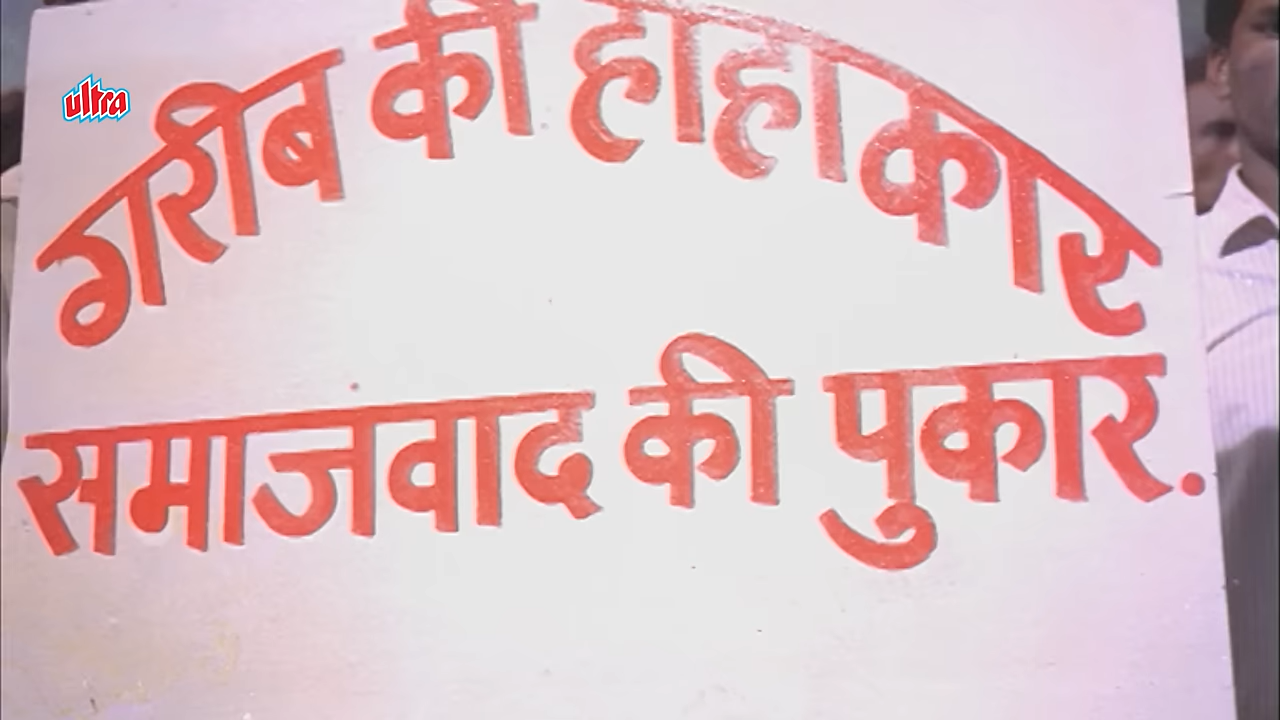 ultra
गरीब की हाहाकार
समाजवाद की पुकार.